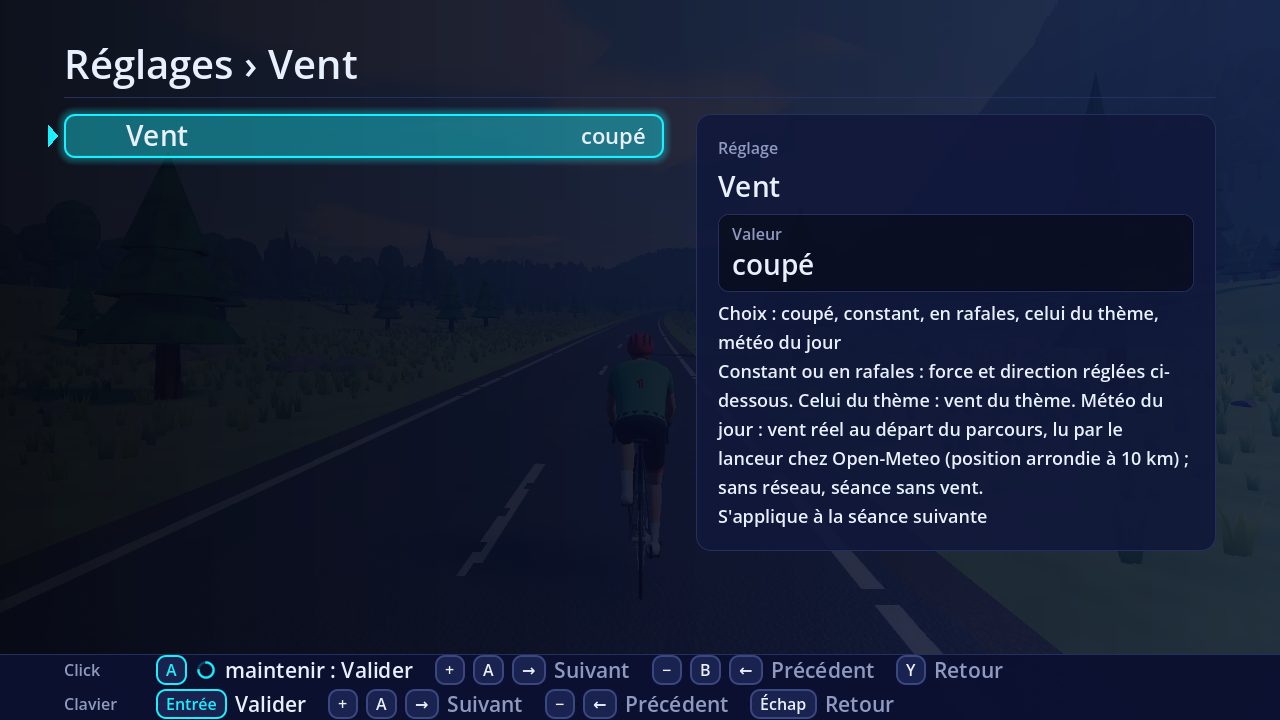 Réglages › Vent
Vent
coupé
Réglage
Vent
Valeur
coupé
Choix : coupé, constant, en rafales, celui du thème,
météo du jour
Constant ou en rafales : force et direction réglées ci-
dessous. Celui du thème : vent du thème. Météo du
jour : vent réel au départ du parcours, lu par le
lanceur chez Open-Meteo (position arrondie à 10 km) ;
sans réseau, séance sans vent.
S'applique à la séance suivante
Click A maintenir : Valider + A → Suivant − B ← Précédent Y Retour
Clavier Entrée Valider + A → Suivant − ← Précédent Échap Retour